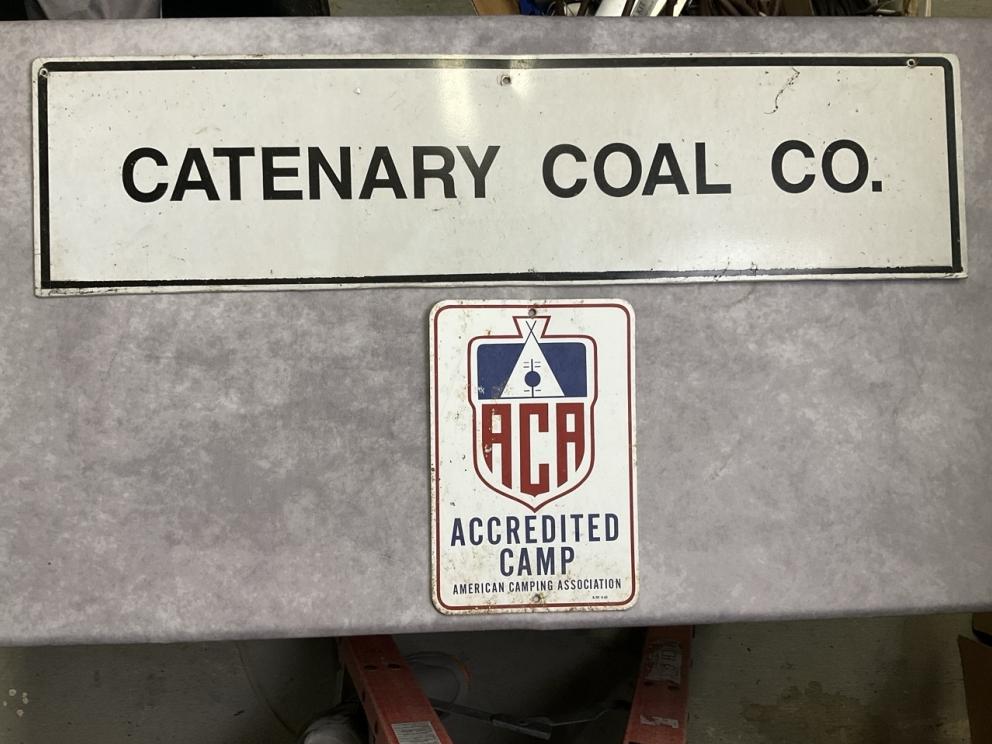 CATENARY COAL CO.
ACA
ACCREDITED
CAMP
AMERICAN CAMPING ASSOCIATION